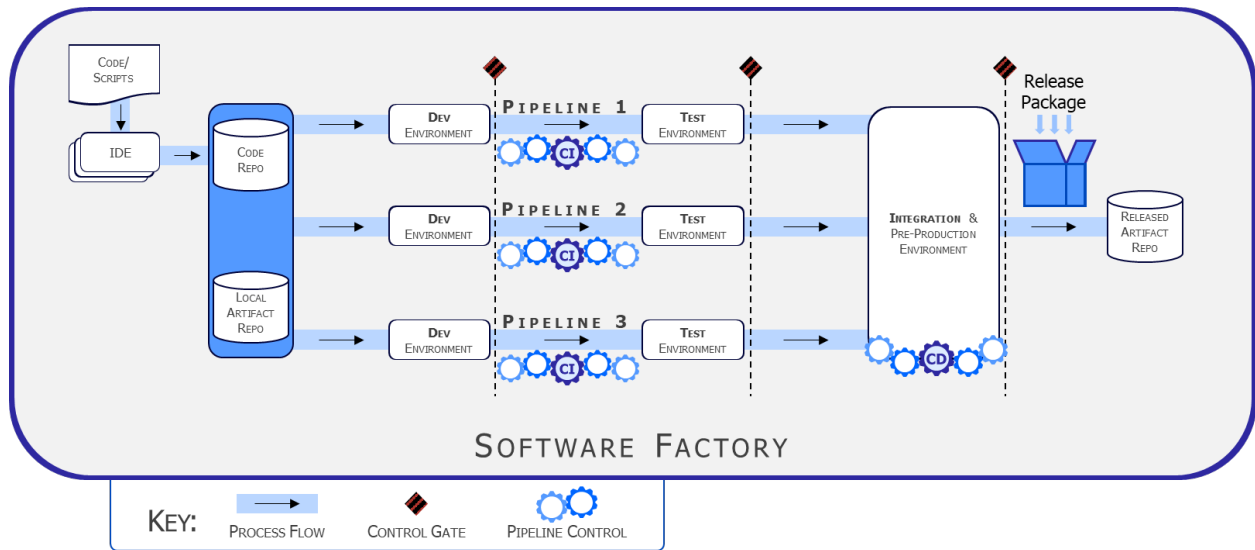 Code/
Scripts
IDE
Code
Repo
Local
Artifact
Repo
Dev
Environment
Pipeline 1
CI
Test
Environment
Dev
Environment
Pipeline 2
CI
Test
Environment
Dev
Environment
Pipeline 3
CI
Test
Environment
Integration &
Pre-Production
Environment
CD
Release
Package
Released
Artifact
Repo
Software Factory
Key:
Process Flow
Control Gate
Pipeline Control